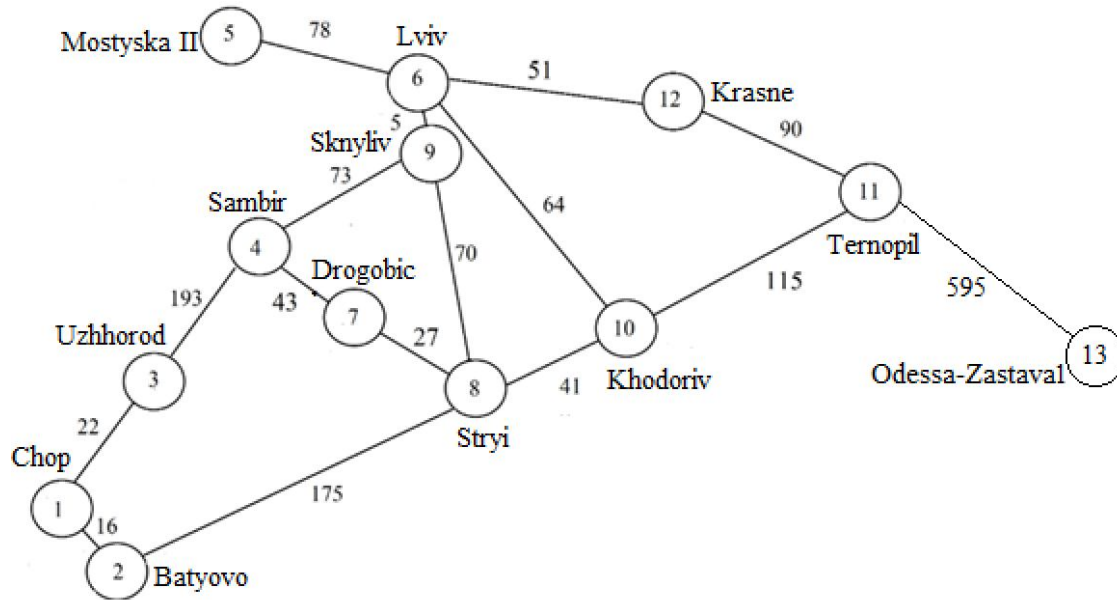 Mostyska II
5
78
Lviv
6
51
12
Krasne
5
Sknyliv
9
90
73
64
11
Sambir
4
70
Ternopil
Drogobic
115
193
43
7
595
Uzhhorod
27
10
13
3
8
41
Khodoriv
Odessa-Zastaval
22
Stryi
Chop
175
1
16
2
Batyovo